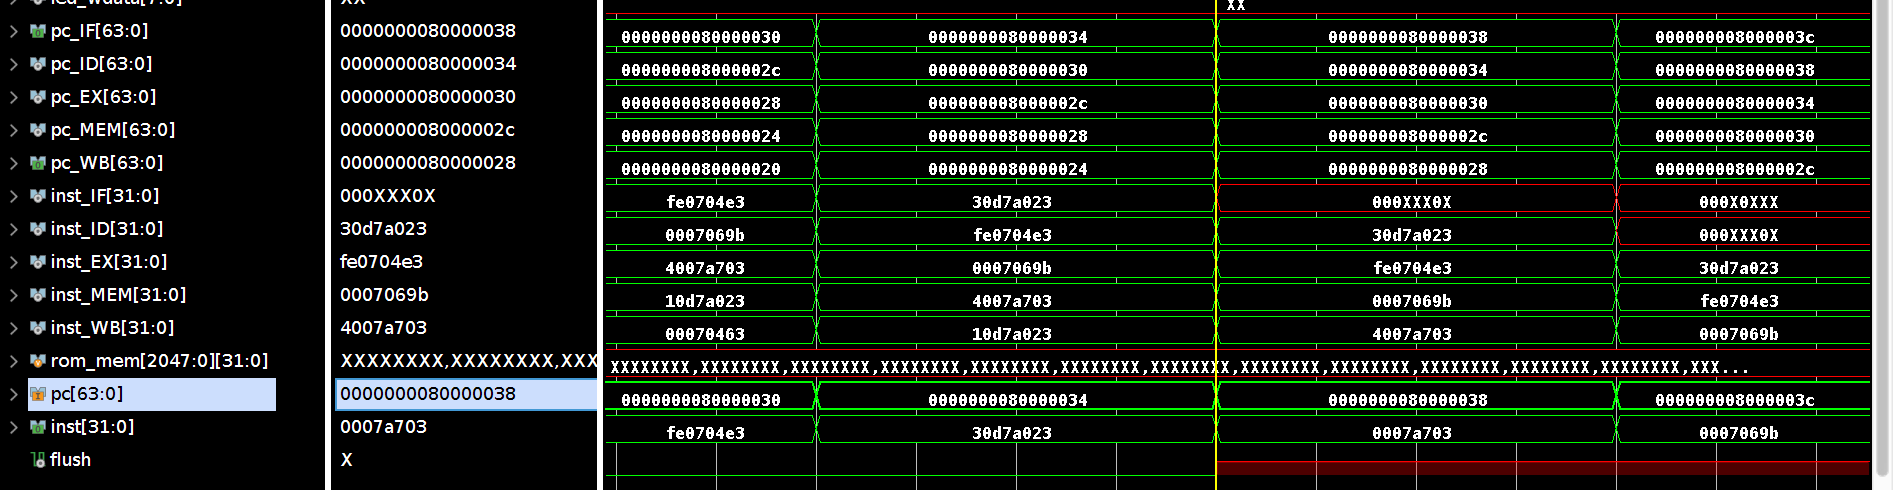 led_wdata[7:0] XX XX
pc_IF[63:0] 0000000080000038 0000000080000030 0000000080000034 0000000080000038 000000008000003c
pc_ID[63:0] 0000000080000034 000000008000002c 0000000080000030 0000000080000034 0000000080000038
pc_EX[63:0] 0000000080000030 0000000080000028 000000008000002c 0000000080000030 0000000080000034
pc_MEM[63:0] 000000008000002c 0000000080000024 0000000080000028 000000008000002c 0000000080000030
pc_WB[63:0] 0000000080000028 0000000080000020 0000000080000024 0000000080000028 000000008000002c
inst_IF[31:0] 000XXX0X fe0704e3 30d7a023 000XXX0X 000X0XXX
inst_ID[31:0] 30d7a023 0007069b fe0704e3 30d7a023 000XXX0X
inst_EX[31:0] fe0704e3 4007a703 0007069b fe0704e3 30d7a023
inst_MEM[31:0] 0007069b 10d7a023 4007a703 0007069b fe0704e3
inst_WB[31:0] 4007a703 00070463 10d7a023 4007a703 0007069b
rom_mem[2047:0][31:0] XXXXXXXX,XXXXXXXX,XXX XXXXXXXX,XXXXXXXX,XXXXXXXX,XXXXXXXX,XXXXXXXX,XXXXXXXX,XXXXXXXX,XXXXXXXX,XXXXXXXX,XXXXXXXX,XXXXXXXX,XXXXXXXX,XXX...
pc[63:0] 0000000080000038 0000000080000030 0000000080000034 0000000080000038 000000008000003c
inst[31:0] 0007a703 fe0704e3 30d7a023 0007a703 0007069b
flush X